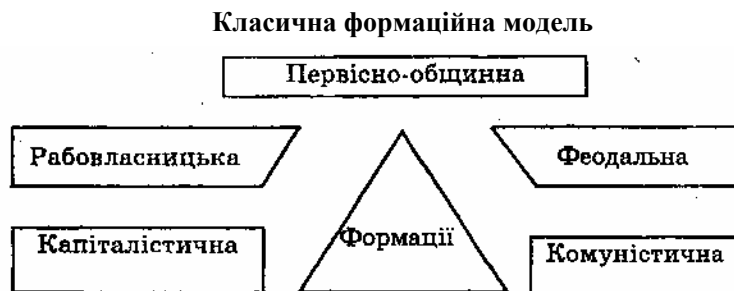 Класична формаційна модель
Первісно-общинна
Рабовласницька
Феодальна
Капіталістична
Формації
Комуністична